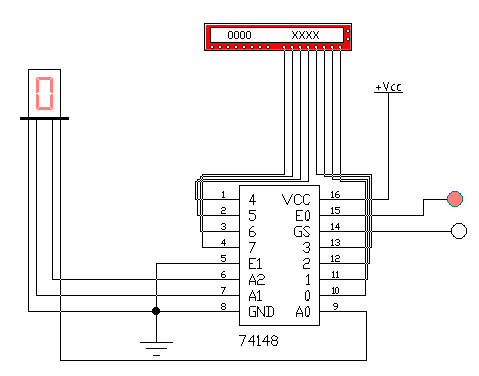 0000 XXXX
+Vcc
0
1 4 VCC 16
2 5 E0 15
3 6 GS 14
4 7 3 13
5 E1 2 12
6 A2 1 11
7 A1 0 10
8 GND A0 9
74148